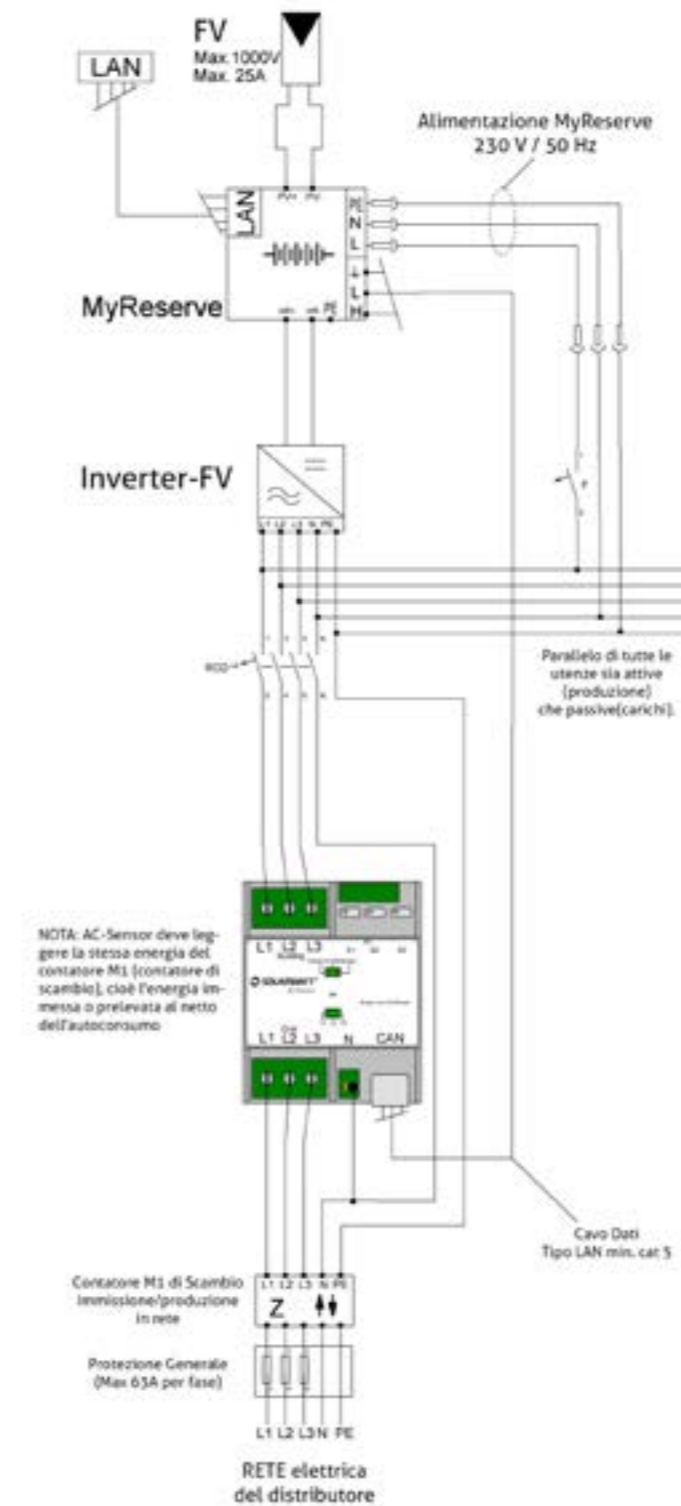 FV
Max. 1000V
Max. 25A
LAN
Alimentazione MyReserve
230 V / 50 Hz
LAN
PV+ PV-
PE
N
L
L
MyReserve
PE
Inverter-FV
L1 L2 L3 N PE
RCD
Parallelo di tutte le
utenze sia attive
(produzione)
che passive(carichi).
NOTA: AC-Sensor deve leg-
gere la stessa energia del
contatore M1 (contatore di
scambio), cioè l'energia im-
messa o prelevata al netto
dell'autoconsumo
L1 L2 L3
SOLARWATT
L1 L2 L3 N CAN
Cavo Dati
Tipo LAN min. cat 5
Contatore M1 di Scambio
immissione/produzione
in rete
L1 L2 L3 N PE
Z
Protezione Generale
(Max 63A per fase)
L1 L2 L3 N PE
RETE elettrica
del distributore